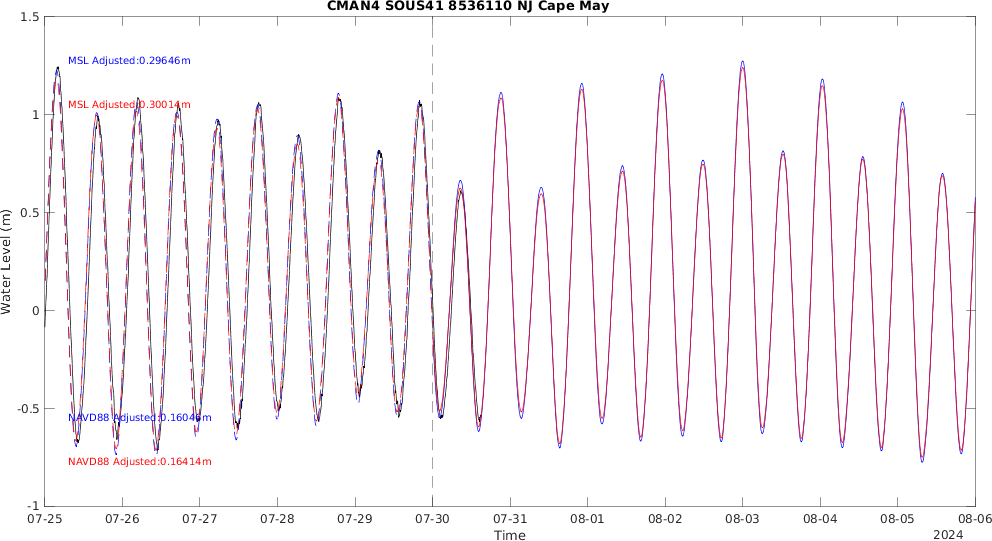 CMAN4 SOUS41 8536110 NJ Cape May
1.5
MSL Adjusted:0.29646m
MSL Adjusted:0.30014m
1
0.5
Water Level (m)
0
-0.5
NAVD88 Adjusted:0.16046m
NAVD88 Adjusted:0.16414m
-1
07-25 07-26 07-27 07-28 07-29 07-30 07-31 08-01 08-02 08-03 08-04 08-05 08-06
Time
2024